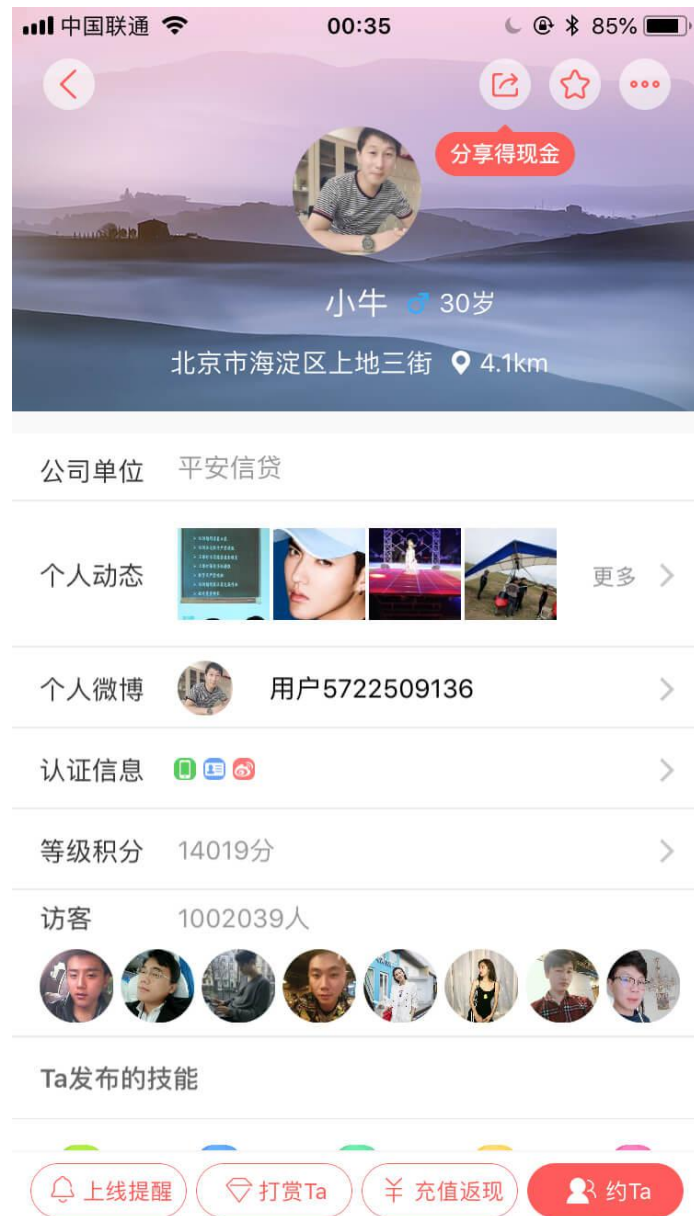 中国联通 00:35 85%
分享得现金
小牛 30岁
北京市海淀区上地三街 4.1km
公司单位 平安信贷
个人动态 更多
个人微博 用户5722509136
认证信息
等级积分 14019分
访客 1002039人
Ta发布的技能
上线提醒 打赏Ta ¥ 充值返现 约Ta